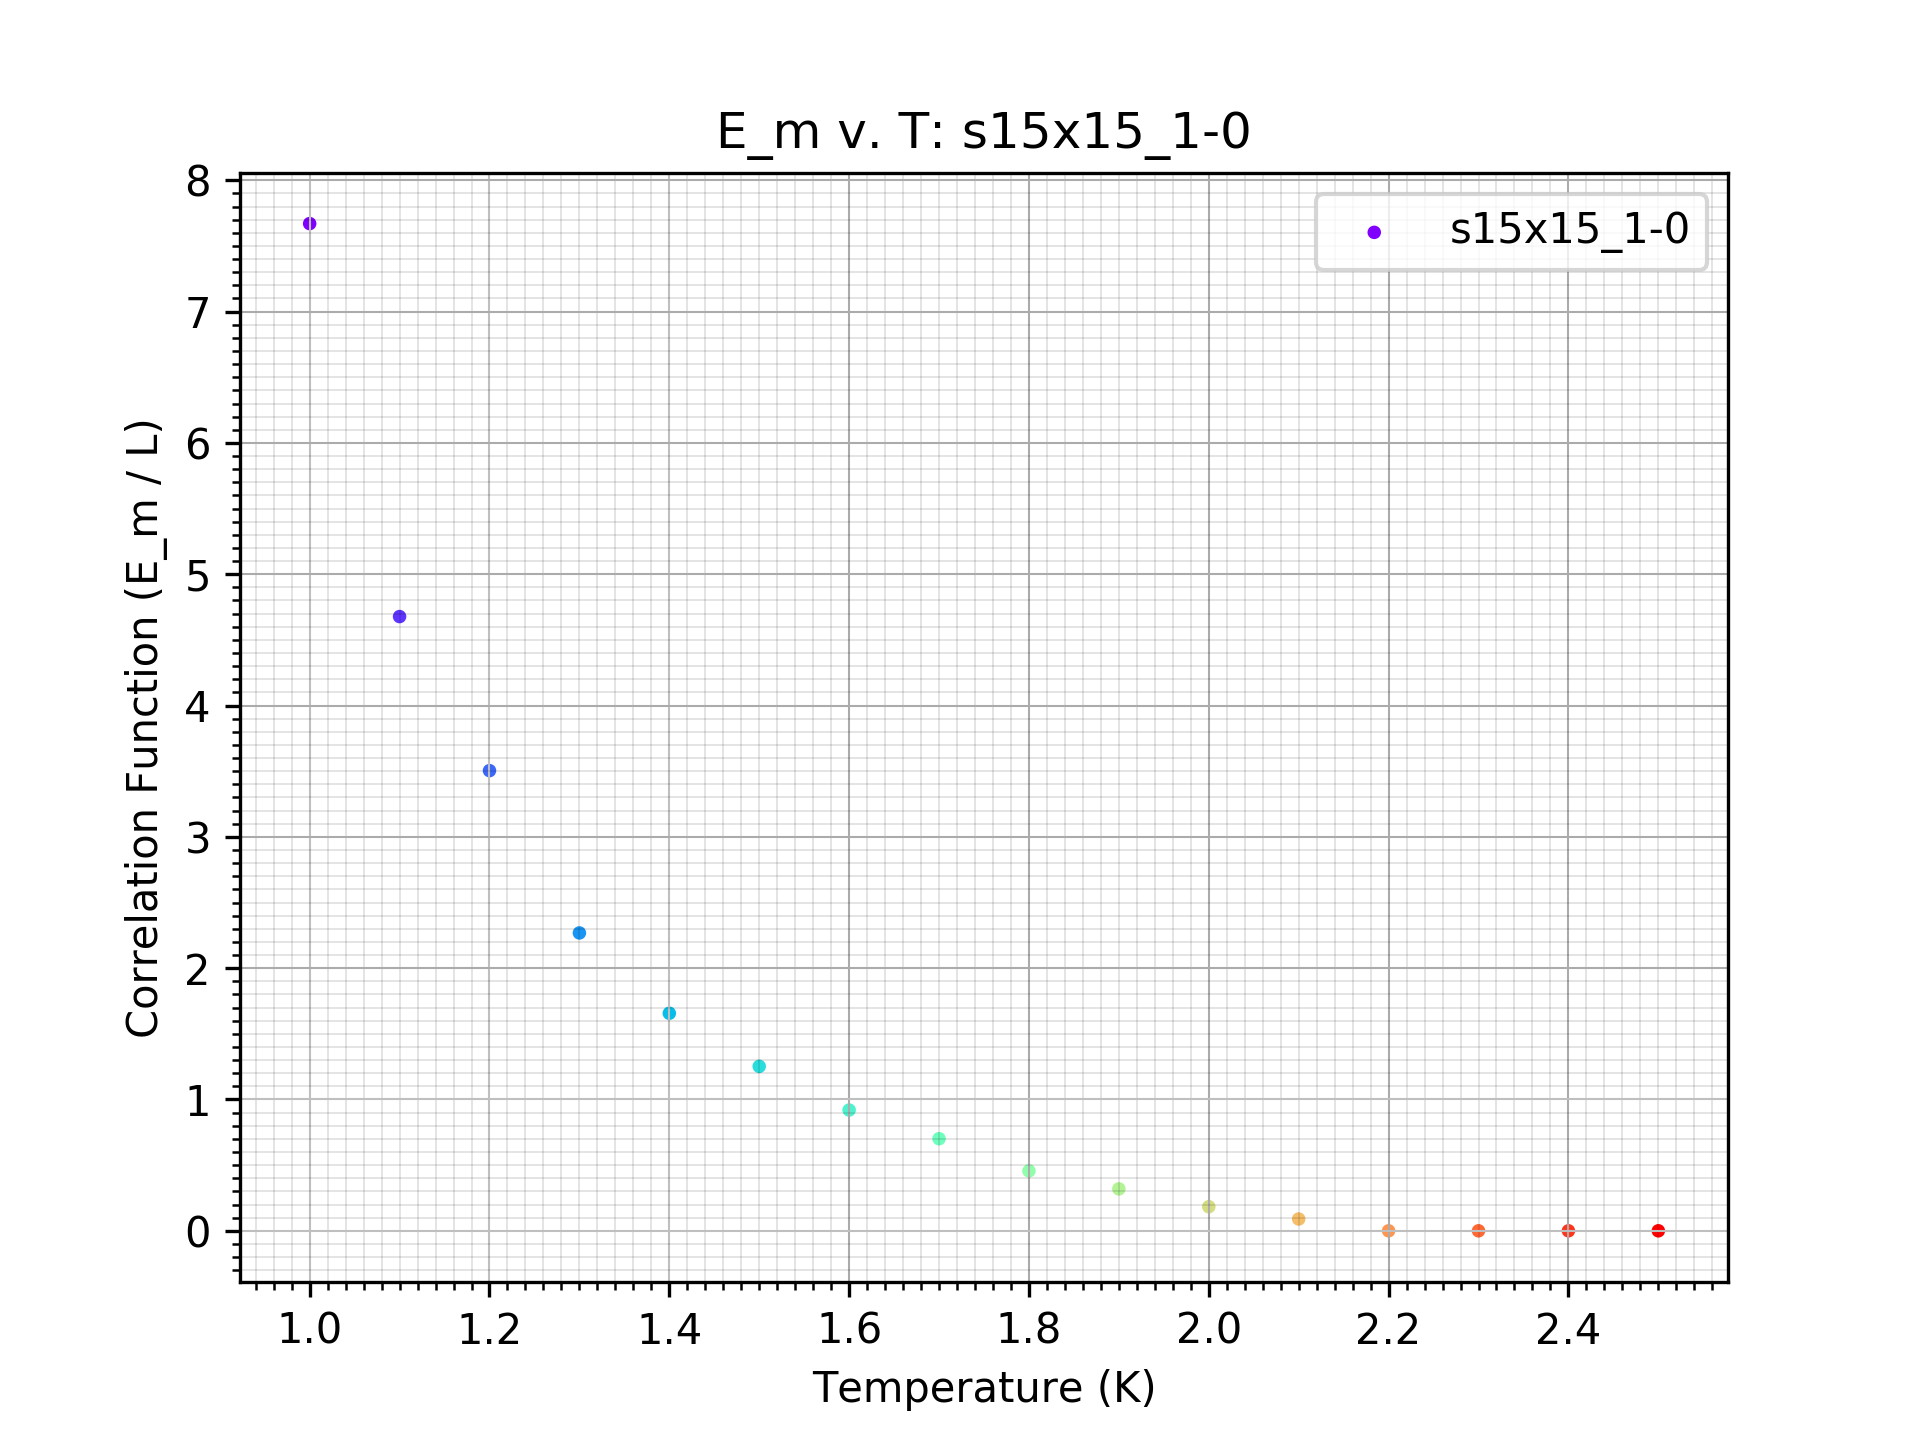 E_m v. T: s15x15_1-0
s15x15_1-0
8
7
6
5
4
3
2
1
0
Correlation Function (E_m / L)
1.0 1.2 1.4 1.6 1.8 2.0 2.2 2.4
Temperature (K)